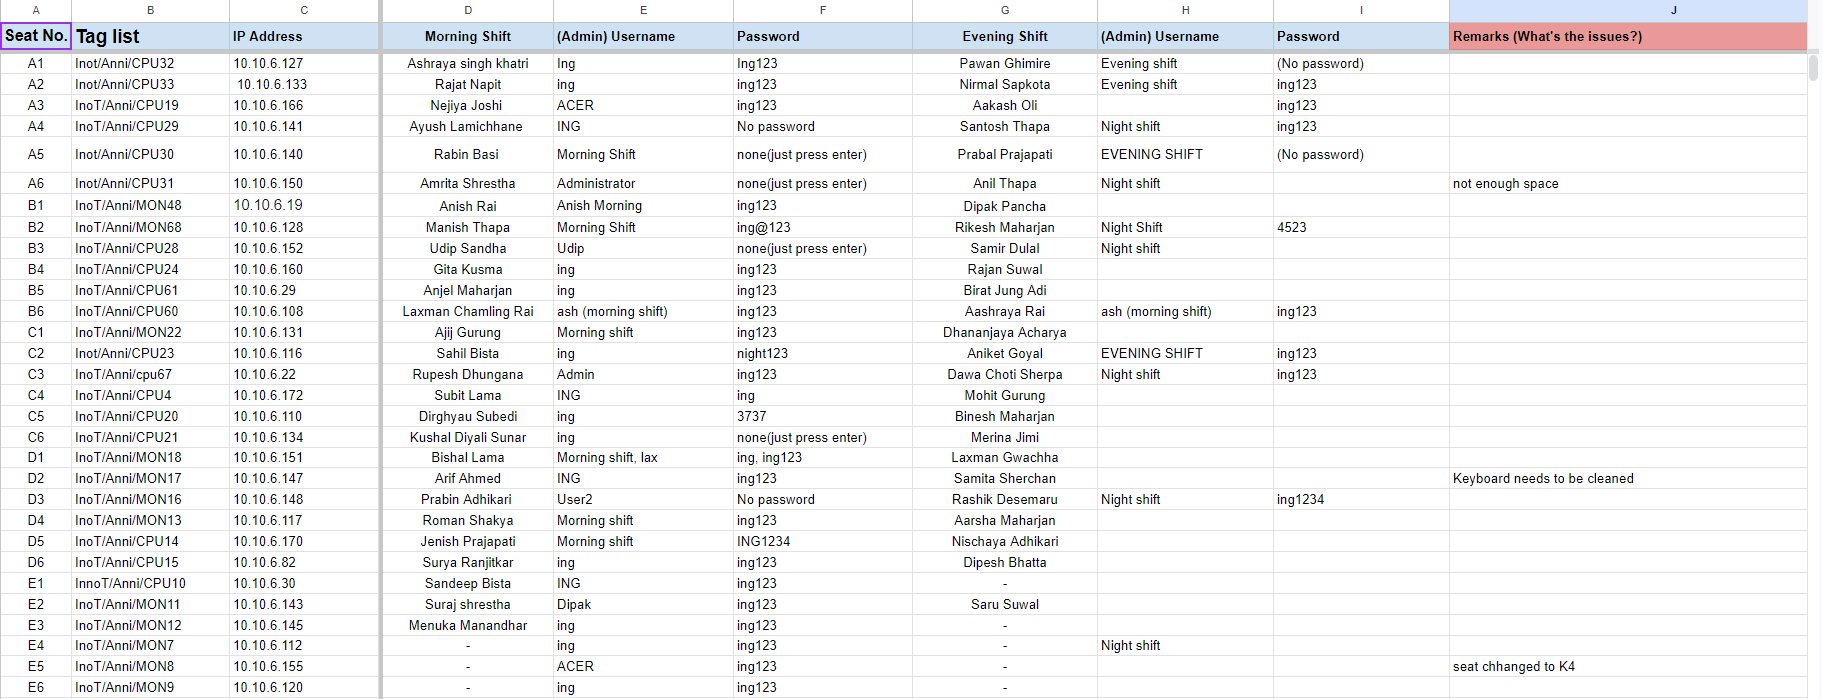 A B C D E F G H I J
Seat No. Tag list IP Address Morning Shift (Admin) Username Password Evening Shift (Admin) Username Password Remarks (What's the issues?)
A1 Inot/Anni/CPU32 10.10.6.127 Ashraya singh khatri Ing Ing123 Pawan Ghimire Evening shift (No password)
A2 Inot/Anni/CPU33 10.10.6.133 Rajat Napit ing ing123 Nirmal Sapkota Evening shift ing123
A3 InoT/Anni/CPU19 10.10.6.166 Nejiya Joshi ACER ing123 Aakash Oli ing123
A4 InoT/Anni/CPU29 10.10.6.141 Ayush Lamichhane ING No password Santosh Thapa Night shift ing123
A5 Inot/Anni/CPU30 10.10.6.140 Rabin Basi Morning Shift none(just press enter) Prabal Prajapati EVENING SHIFT (No password)
A6 Inot/Anni/CPU31 10.10.6.150 Amrita Shrestha Administrator none(just press enter) Anil Thapa Night shift not enough space
B1 InoT/Anni/MON48 10.10.6.19 Anish Rai Anish Morning ing123 Dipak Pancha
B2 InoT/Anni/MON68 10.10.6.128 Manish Thapa Morning Shift ing@123 Rikesh Maharjan Night Shift 4523
B3 InoT/Anni/CPU28 10.10.6.152 Udip Sandha Udip none(just press enter) Samir Dulal Night shift
B4 InoT/Anni/CPU24 10.10.6.160 Gita Kusma ing ing123 Rajan Suwal
B5 InoT/Anni/CPU61 10.10.6.29 Anjel Maharjan ing ing123 Birat Jung Adi
B6 InoT/Anni/CPU60 10.10.6.108 Laxman Chamling Rai ash (morning shift) ing123 Aashraya Rai ash (morning shift) ing123
C1 InoT/Anni/MON22 10.10.6.131 Ajij Gurung Morning shift ing123 Dhananjaya Acharya
C2 Inot/Anni/CPU23 10.10.6.116 Sahil Bista ing night123 Aniket Goyal EVENING SHIFT ing123
C3 InoT/Anni/cpu67 10.10.6.22 Rupesh Dhungana Admin ing123 Dawa Choti Sherpa Night shift ing123
C4 InoT/Anni/CPU4 10.10.6.172 Subit Lama ING ing Mohit Gurung
C5 InoT/Anni/CPU20 10.10.6.110 Dirghyau Subedi ing 3737 Binesh Maharjan
C6 InoT/Anni/CPU21 10.10.6.134 Kushal Diyali Sunar ing none(just press enter) Merina Jimi
D1 InoT/Anni/MON18 10.10.6.151 Bishal Lama Morning shift, lax ing, ing123 Laxman Gwachha
D2 InoT/Anni/MON17 10.10.6.147 Arif Ahmed ING ing123 Samita Sherchan Keyboard needs to be cleaned
D3 InoT/Anni/MON16 10.10.6.148 Prabin Adhikari User2 No password Rashik Desemaru Night shift ing1234
D4 InoT/Anni/MON13 10.10.6.117 Roman Shakya Morning shift ing123 Aarsha Maharjan
D5 InoT/Anni/CPU14 10.10.6.170 Jenish Prajapati Morning shift ING1234 Nischaya Adhikari
D6 InoT/Anni/CPU15 10.10.6.82 Surya Ranjitkar ing ing123 Dipesh Bhatta
E1 InnoT/Anni/CPU10 10.10.6.30 Sandeep Bista ING ing123 -
E2 InoT/Anni/MON11 10.10.6.143 Suraj shrestha Dipak ing123 Saru Suwal
E3 InoT/Anni/MON12 10.10.6.145 Menuka Manandhar ing ing123 -
E4 InoT/Anni/MON7 10.10.6.112 - ing ing123 - Night shift
E5 InoT/Anni/MON8 10.10.6.155 - ACER ing123 - seat chhanged to K4
E6 InoT/Anni/MON9 10.10.6.120 - ing ing123 -